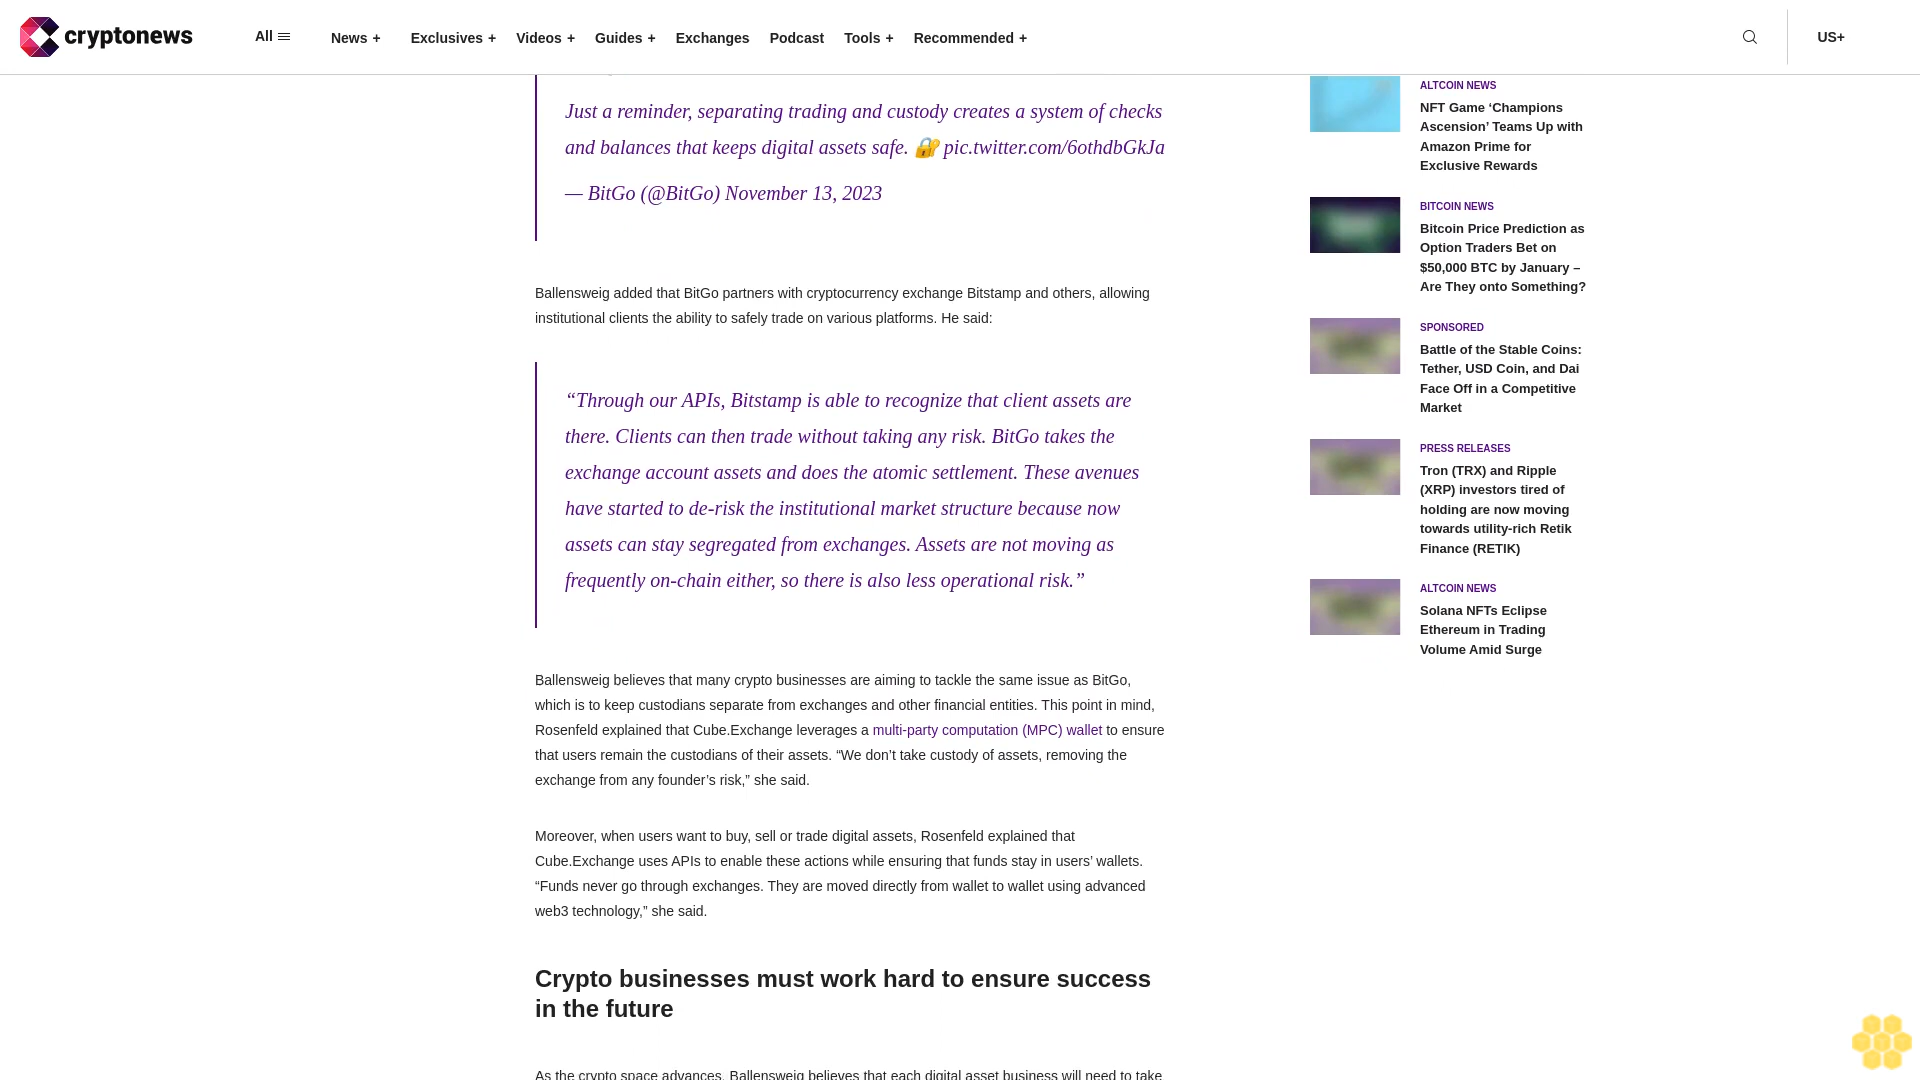 cryptonews
All
News +
Exclusives +
Videos +
Guides +
Exchanges
Podcast
Tools +
Recommended +
US+
Just a reminder, separating trading and custody creates a system of checks
and balances that keeps digital assets safe. 🔐 pic.twitter.com/6othdbGkJa
— BitGo (@BitGo) November 13, 2023
Ballensweig added that BitGo partners with cryptocurrency exchange Bitstamp and others, allowing
institutional clients the ability to safely trade on various platforms. He said:
“Through our APIs, Bitstamp is able to recognize that client assets are
there. Clients can then trade without taking any risk. BitGo takes the
exchange account assets and does the atomic settlement. These avenues
have started to de-risk the institutional market structure because now
assets can stay segregated from exchanges. Assets are not moving as
frequently on-chain either, so there is also less operational risk.”
Ballensweig believes that many crypto businesses are aiming to tackle the same issue as BitGo,
which is to keep custodians separate from exchanges and other financial entities. This point in mind,
Rosenfeld explained that Cube.Exchange leverages a multi-party computation (MPC) wallet to ensure
that users remain the custodians of their assets. “We don’t take custody of assets, removing the
exchange from any founder’s risk,” she said.
Moreover, when users want to buy, sell or trade digital assets, Rosenfeld explained that
Cube.Exchange uses APIs to enable these actions while ensuring that funds stay in users’ wallets.
“Funds never go through exchanges. They are moved directly from wallet to wallet using advanced
web3 technology,” she said.
Crypto businesses must work hard to ensure success
in the future
As the crypto space advances, Ballensweig believes that each digital asset business will need to take
ALTCOIN NEWS
NFT Game ‘Champions
Ascension’ Teams Up with
Amazon Prime for
Exclusive Rewards
BITCOIN NEWS
Bitcoin Price Prediction as
Option Traders Bet on
$50,000 BTC by January –
Are They onto Something?
SPONSORED
Battle of the Stable Coins:
Tether, USD Coin, and Dai
Face Off in a Competitive
Market
PRESS RELEASES
Tron (TRX) and Ripple
(XRP) investors tired of
holding are now moving
towards utility-rich Retik
Finance (RETIK)
ALTCOIN NEWS
Solana NFTs Eclipse
Ethereum in Trading
Volume Amid Surge